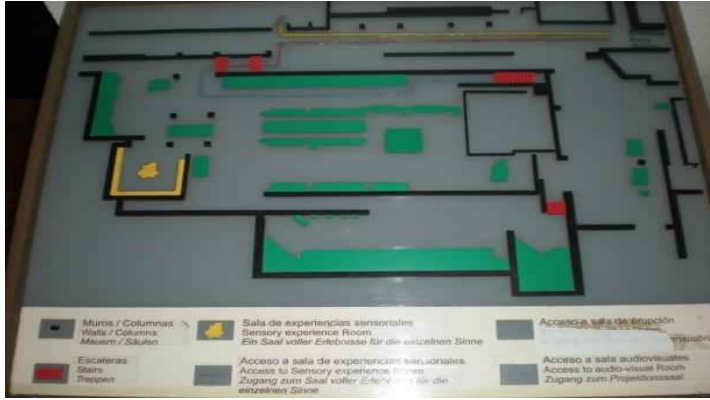 Muros / Columnas
Walls / Columns
Mauern / Säulen
Sala de experiencias sensoriales
Sensory experience Room
Ein Saal voller Erlebnisse für die einzelnen Sinne
Acceso a sala de erupción
Escaleras
Stairs
Treppen
Acceso a sala de experiencias sensoriales
Access to Sensory experience Room
Zugang zum Saal voller Erlebnisse für die
einzelnen Sinne
Acceso a sala audiovisuales
Access to audio-visual Room
Zugang zum Projektionssaal